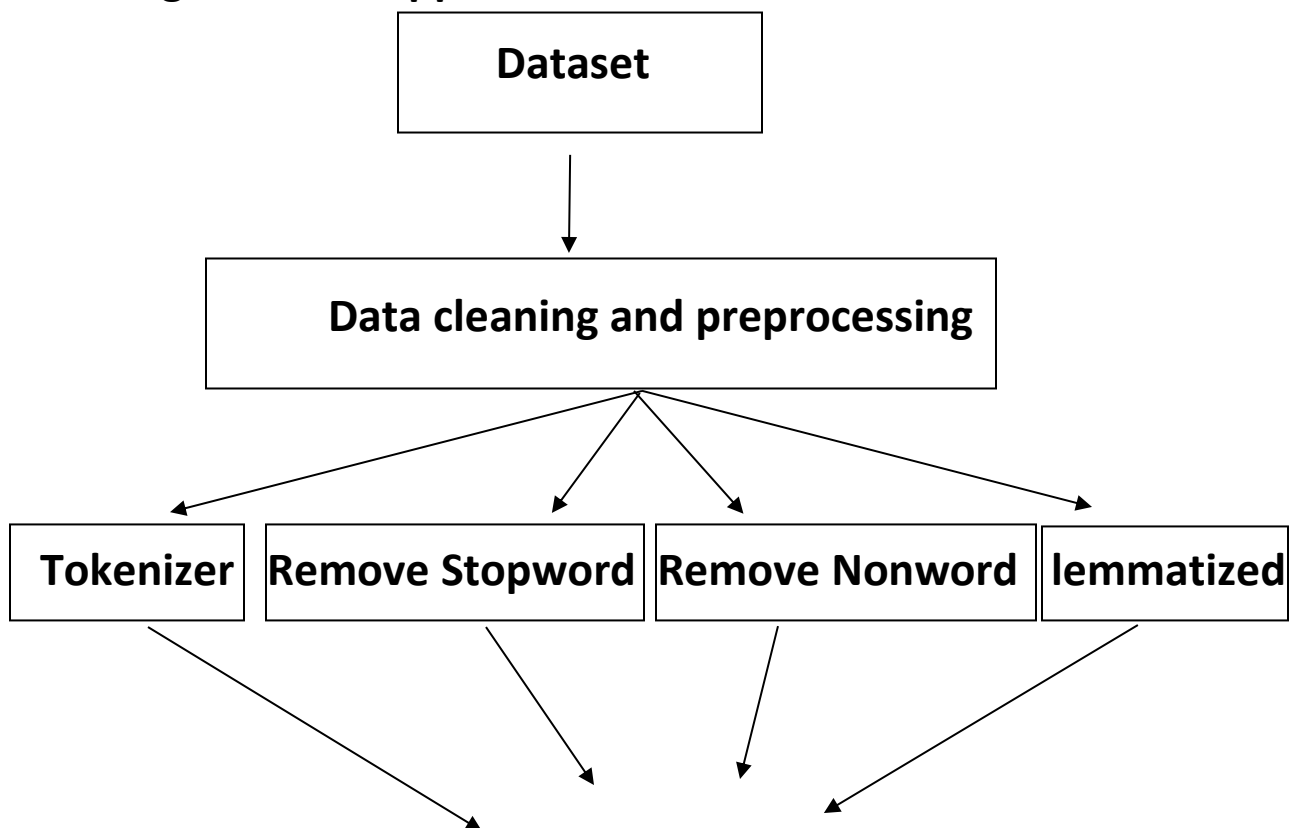 Dataset
Data cleaning and preprocessing
Tokenizer
Remove Stopword
Remove Nonword
lemmatized